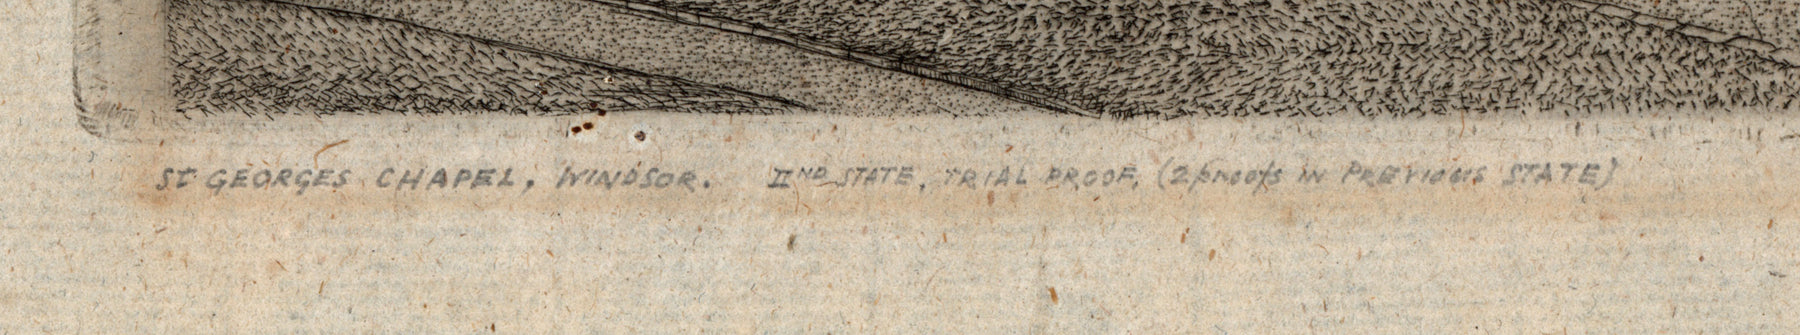 ST GEORGES CHAPEL, WINDSOR. IIND STATE, TRIAL PROOF, (2 proofs in PREVIOUS STATE)